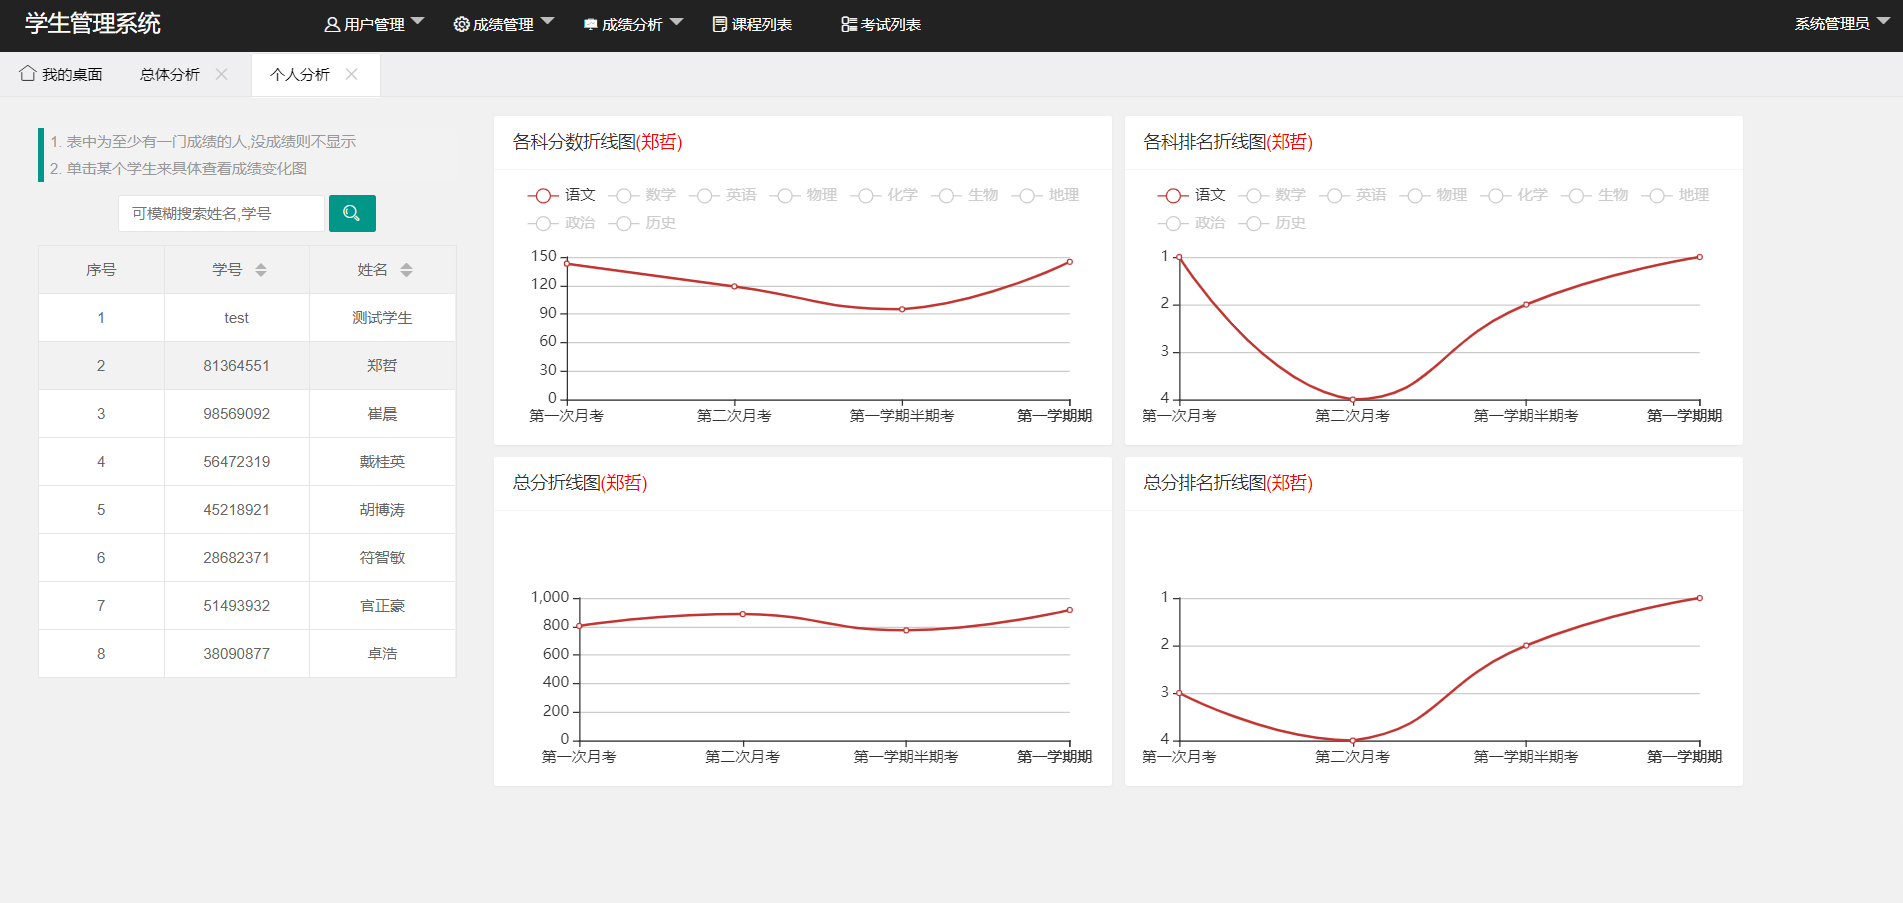 学生管理系统 用户管理 成绩管理 成绩分析 课程列表 考试列表 系统管理员
我的桌面 总体分析 个人分析
1. 表中为至少有一门成绩的人,没成绩则不显示
2. 单击某个学生来具体查看成绩变化图
可模糊搜索姓名,学号
序号 学号 姓名
1 test 测试学生
2 81364551 郑哲
3 98569092 崔晨
4 56472319 戴桂英
5 45218921 胡博涛
6 28682371 符智敏
7 51493932 官正豪
8 38090877 卓浩
各科分数折线图(郑哲)
语文 数学 英语 物理 化学 生物 地理
政治 历史
150
120
90
60
30
0
第一次月考 第二次月考 第一学期半期考 第一学期期
各科排名折线图(郑哲)
语文 数学 英语 物理 化学 生物 地理
政治 历史
1
2
3
4
第一次月考 第二次月考 第一学期半期考 第一学期期
总分折线图(郑哲)
1,000
800
600
400
200
0
第一次月考 第二次月考 第一学期半期考 第一学期期
总分排名折线图(郑哲)
1
2
3
4
第一次月考 第二次月考 第一学期半期考 第一学期期